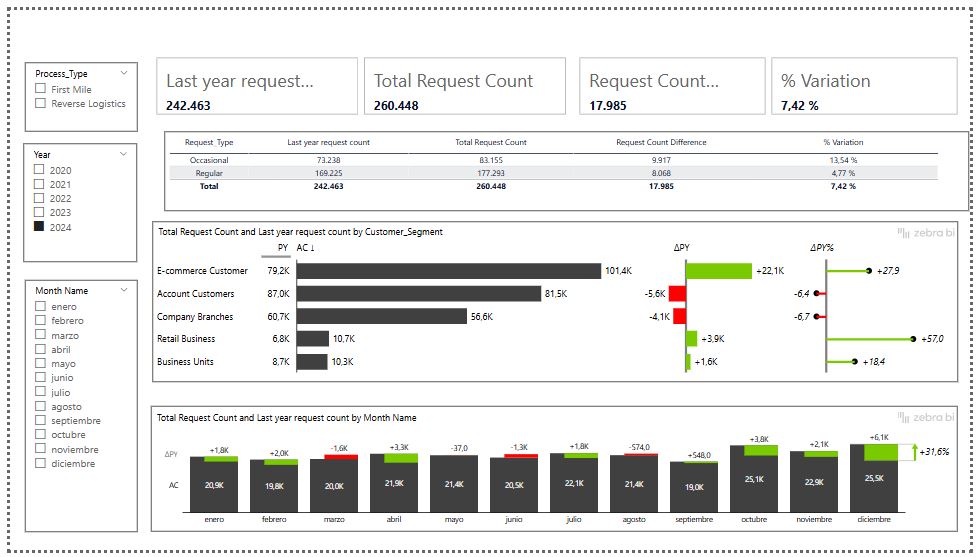 Process_Type
First Mile
Reverse Logistics
Year
2020
2021
2022
2023
2024
Month Name
enero
febrero
marzo
abril
mayo
junio
julio
agosto
septiembre
octubre
noviembre
diciembre
Last year request...
242.463
Total Request Count
260.448
Request Count...
17.985
% Variation
7,42 %
Request_Type Last year request count Total Request Count Request Count Difference % Variation
Occasional 73.238 83.155 9.917 13,54 %
Regular 169.225 177.293 8.068 4,77 %
Total 242.463 260.448 17.985 7,42 %
Total Request Count and Last year request count by Customer_Segment
zebra bi
PY AC ↓ ΔPY ΔPY%
E-commerce Customer 79,2K 101,4K +22,1K +27,9
Account Customers 87,0K 81,5K -5,6K -6,4
Company Branches 60,7K 56,6K -4,1K -6,7
Retail Business 6,8K 10,7K +3,9K +57,0
Business Units 8,7K 10,3K +1,6K +18,4
Total Request Count and Last year request count by Month Name
zebra bi
ΔPY +1,8K +2,0K -1,6K +3,3K -37,0 -1,3K +1,8K -574,0 +548,0 +3,8K +2,1K +6,1K +31,6%
AC 20,9K 19,8K 20,0K 21,9K 21,4K 20,5K 22,1K 21,4K 19,0K 25,1K 22,9K 25,5K
enero febrero marzo abril mayo junio julio agosto septiembre octubre noviembre diciembre